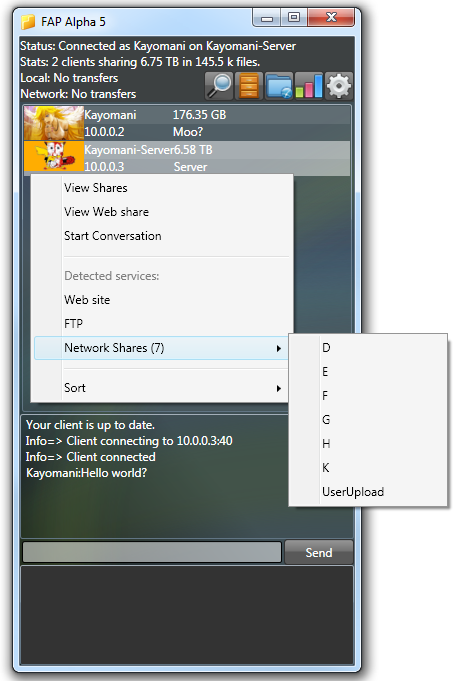 FAP Alpha 5
Status: Connected as Kayomani on Kayomani-Server
Stats: 2 clients sharing 6.75 TB in 145.5 k files.
Local: No transfers
Network: No transfers
Kayomani 176.35 GB
10.0.0.2 Moo?
Kayomani-Server 6.58 TB
10.0.0.3 Server
View Shares
View Web share
Start Conversation
Detected services:
Web site
FTP
Network Shares (7)
Sort
D
E
F
G
H
K
UserUpload
Your client is up to date.
Info=> Client connecting to 10.0.0.3:40
Info=> Client connected
Kayomani:Hello world?
Send